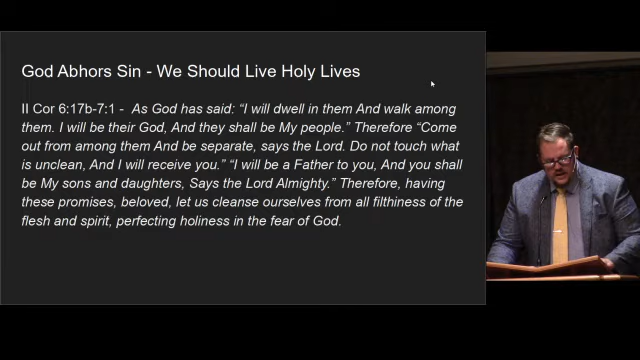 God Abhors Sin - We Should Live Holy Lives
II Cor 6:17b-7:1 - As God has said: “I will dwell in them And walk among
them. I will be their God, And they shall be My people.” Therefore “Come
out from among them And be separate, says the Lord. Do not touch what
is unclean, And I will receive you.” “I will be a Father to you, And you shall
be My sons and daughters, Says the Lord Almighty.” Therefore, having
these promises, beloved, let us cleanse ourselves from all filthiness of the
flesh and spirit, perfecting holiness in the fear of God.